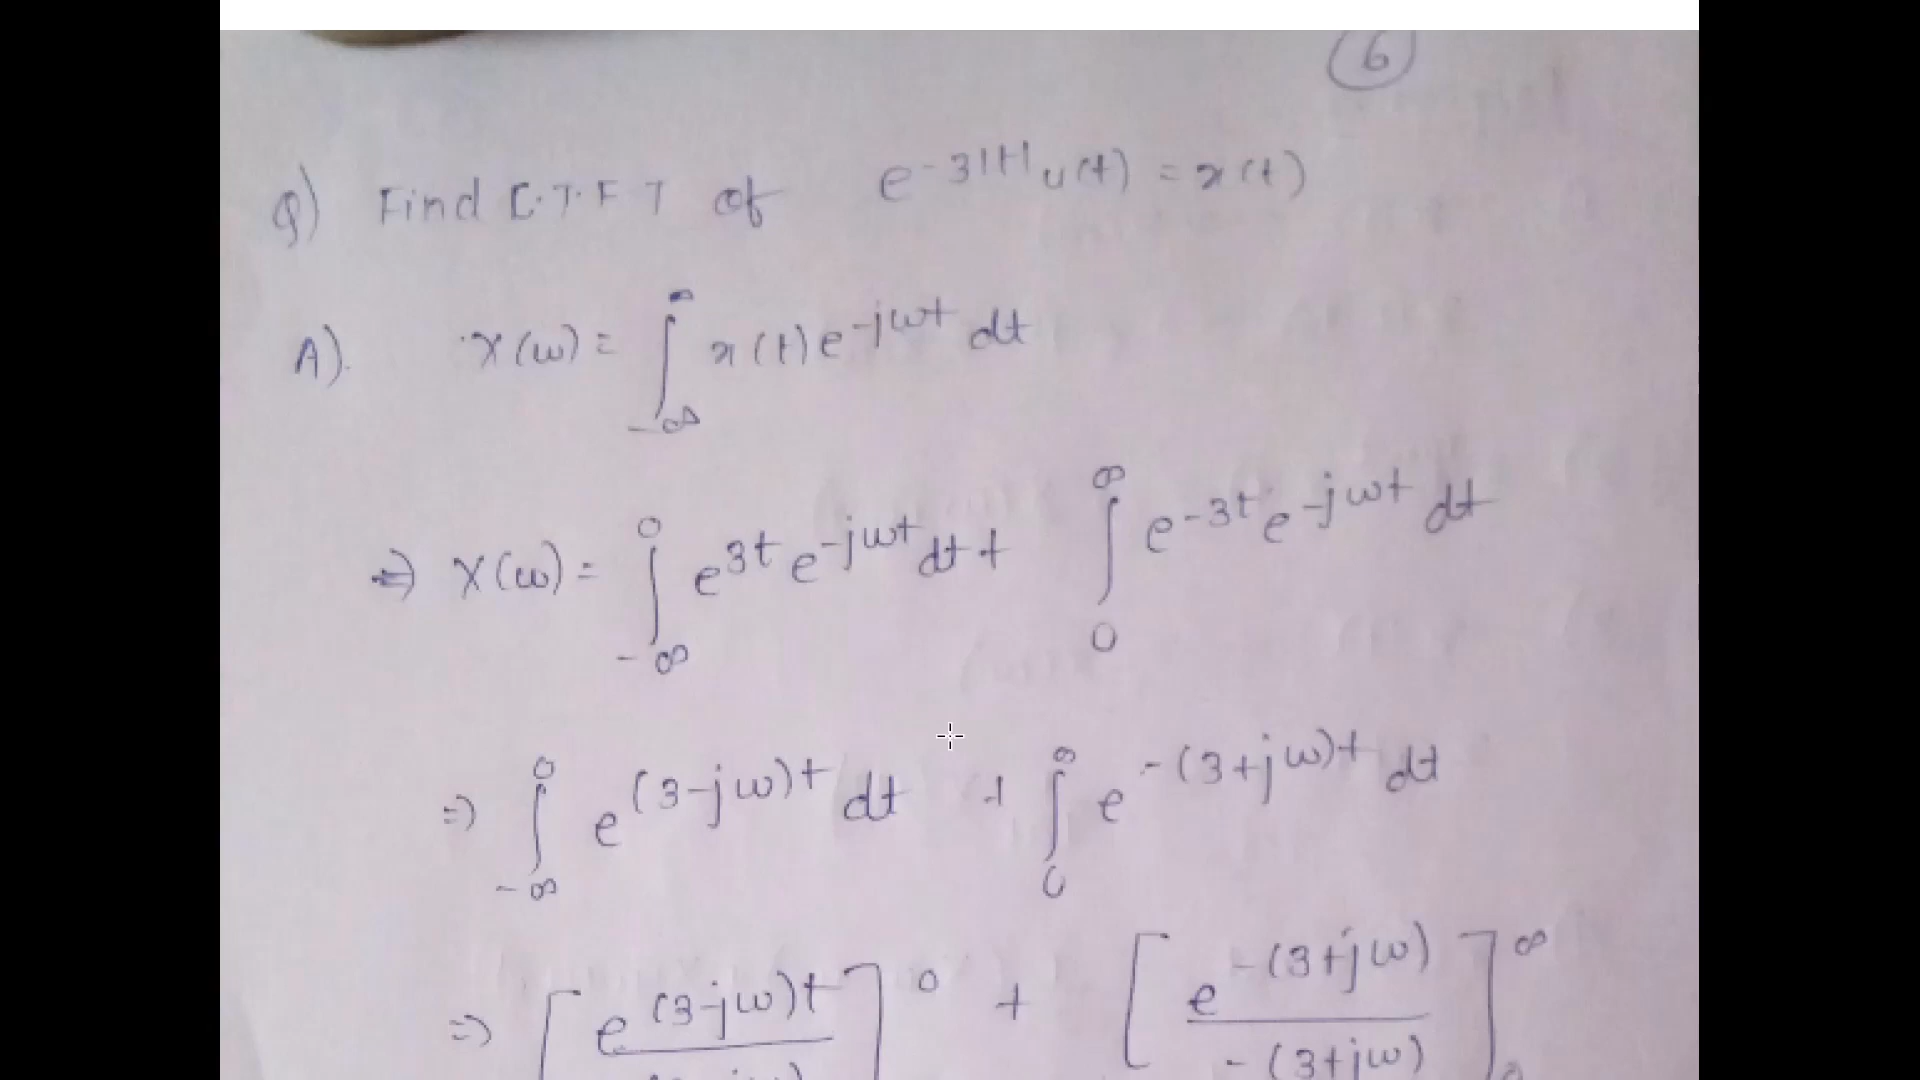 6
Q) Find C.T.F.T of e^{-3|t|} u(t) = x(t)
A). X(ω) = ∫_{-∞}^{∞} x(t) e^{-jωt} dt
⇒ X(ω) = ∫_{-∞}^{0} e^{3t} e^{-jωt} dt + ∫_{0}^{∞} e^{-3t} e^{-jωt} dt
⇒ ∫_{-∞}^{0} e^{(3-jω)t} dt + ∫_{0}^{∞} e^{-(3+jω)t} dt
⇒ [e^{(3-jω)t} / ]^{0} + [e^{-(3+jω)} / -(3+jω)]_{0}^{∞}